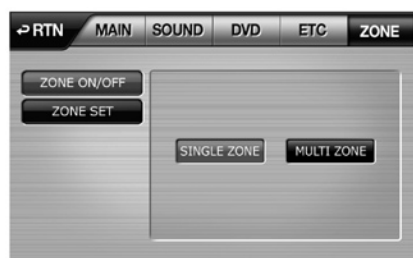 RTN MAIN SOUND DVD ETC ZONE
ZONE ON/OFF
ZONE SET
SINGLE ZONE MULTI ZONE